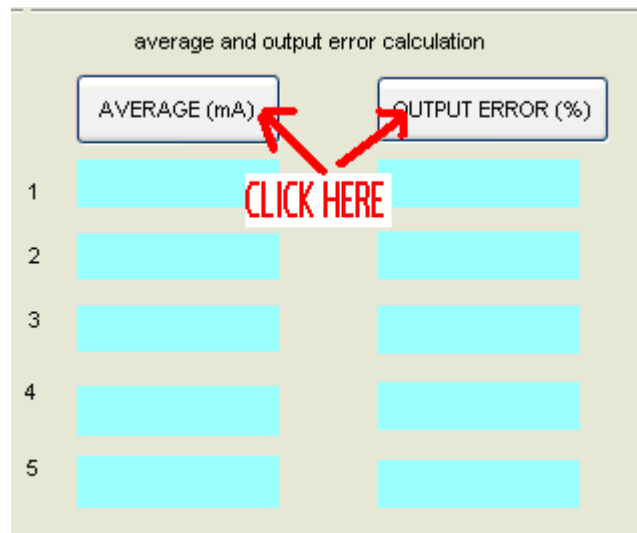 average and output error calculation
AVERAGE (mA) OUTPUT ERROR (%)
CLICK HERE
1
2
3
4
5